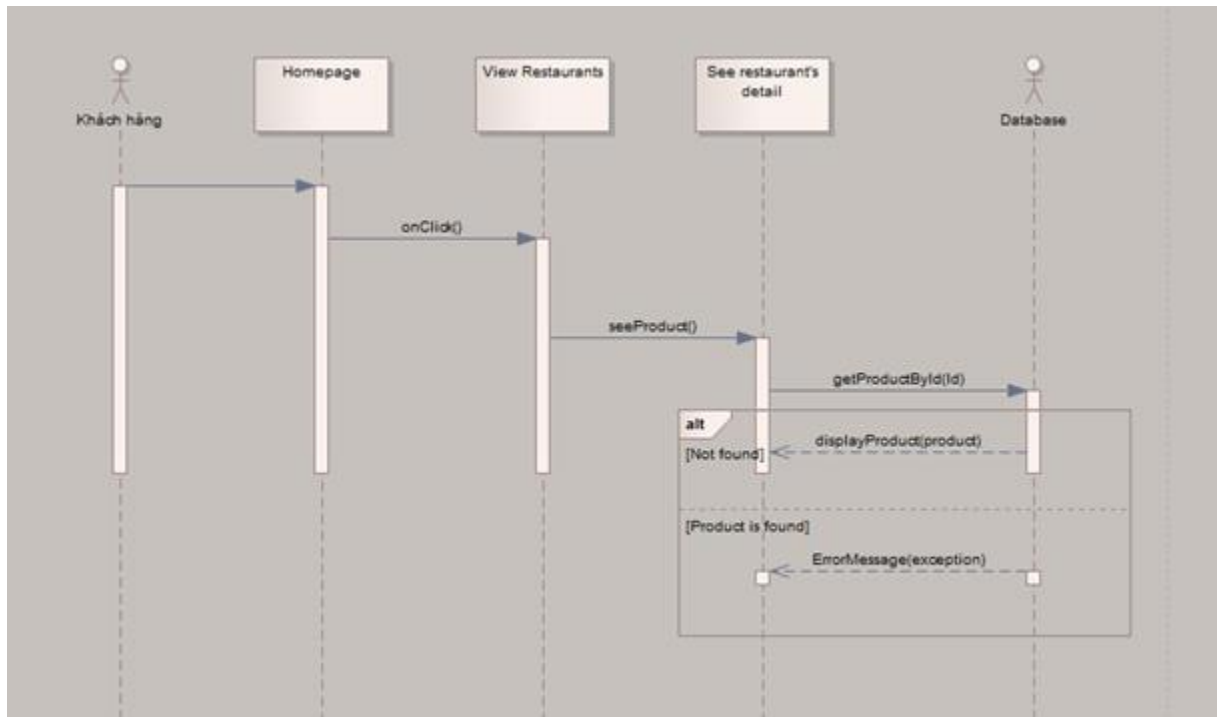 Khách hàng
Homepage
View Restaurants
See restaurant's
detail
Database
onClick()
seeProduct()
getProductById(Id)
alt
displayProduct(product)
[Not found]
[Product is found]
ErrorMessage(exception)